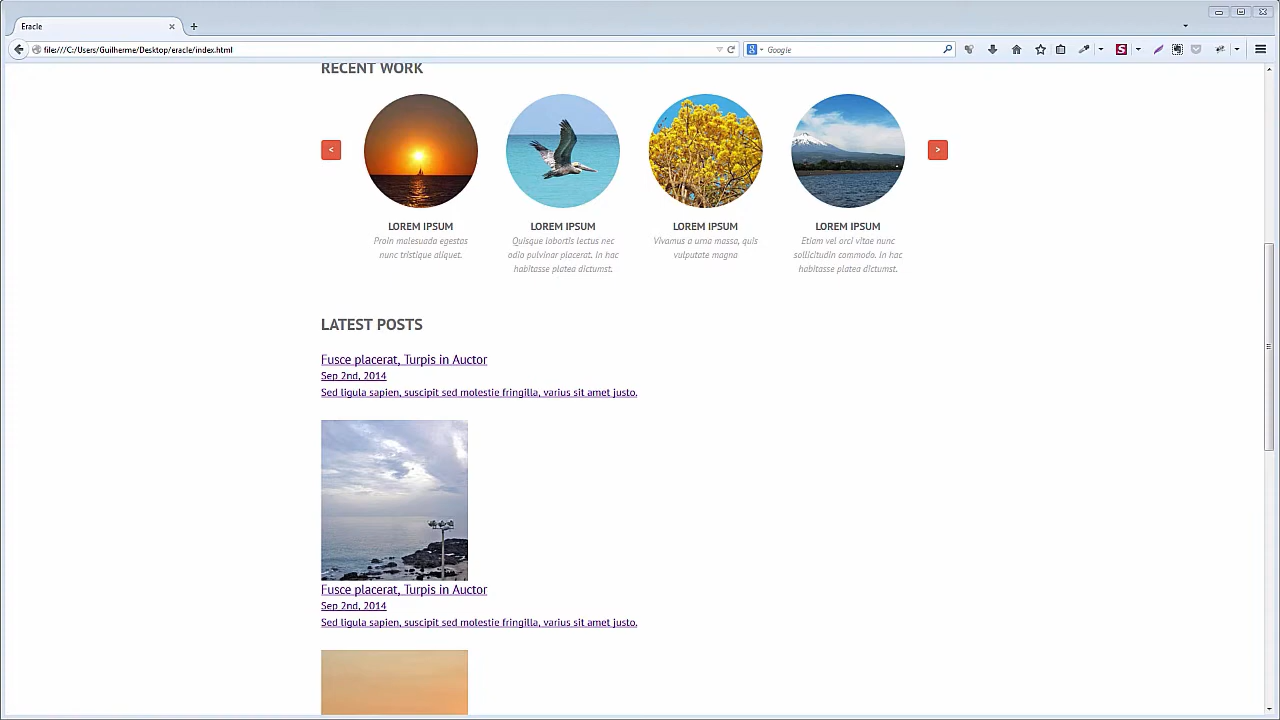 Eracle
file:///C:/Users/Guilherme/Desktop/eracle/index.html
Google
RECENT WORK
< >
LOREM IPSUM LOREM IPSUM LOREM IPSUM LOREM IPSUM
Proin malesuada egestas Quisque lobortis lectus nec Vivamus a urna massa, quis Etiam vel orci vitae nunc
nunc tristique aliquet. odio pulvinar placerat. In hac vulputate magna sollicitudin commodo. In hac
habitasse platea dictumst. habitasse platea dictumst.
LATEST POSTS
Fusce placerat, Turpis in Auctor
Sep 2nd, 2014
Sed ligula sapien, suscipit sed molestie fringilla, varius sit amet justo.
Fusce placerat, Turpis in Auctor
Sep 2nd, 2014
Sed ligula sapien, suscipit sed molestie fringilla, varius sit amet justo.